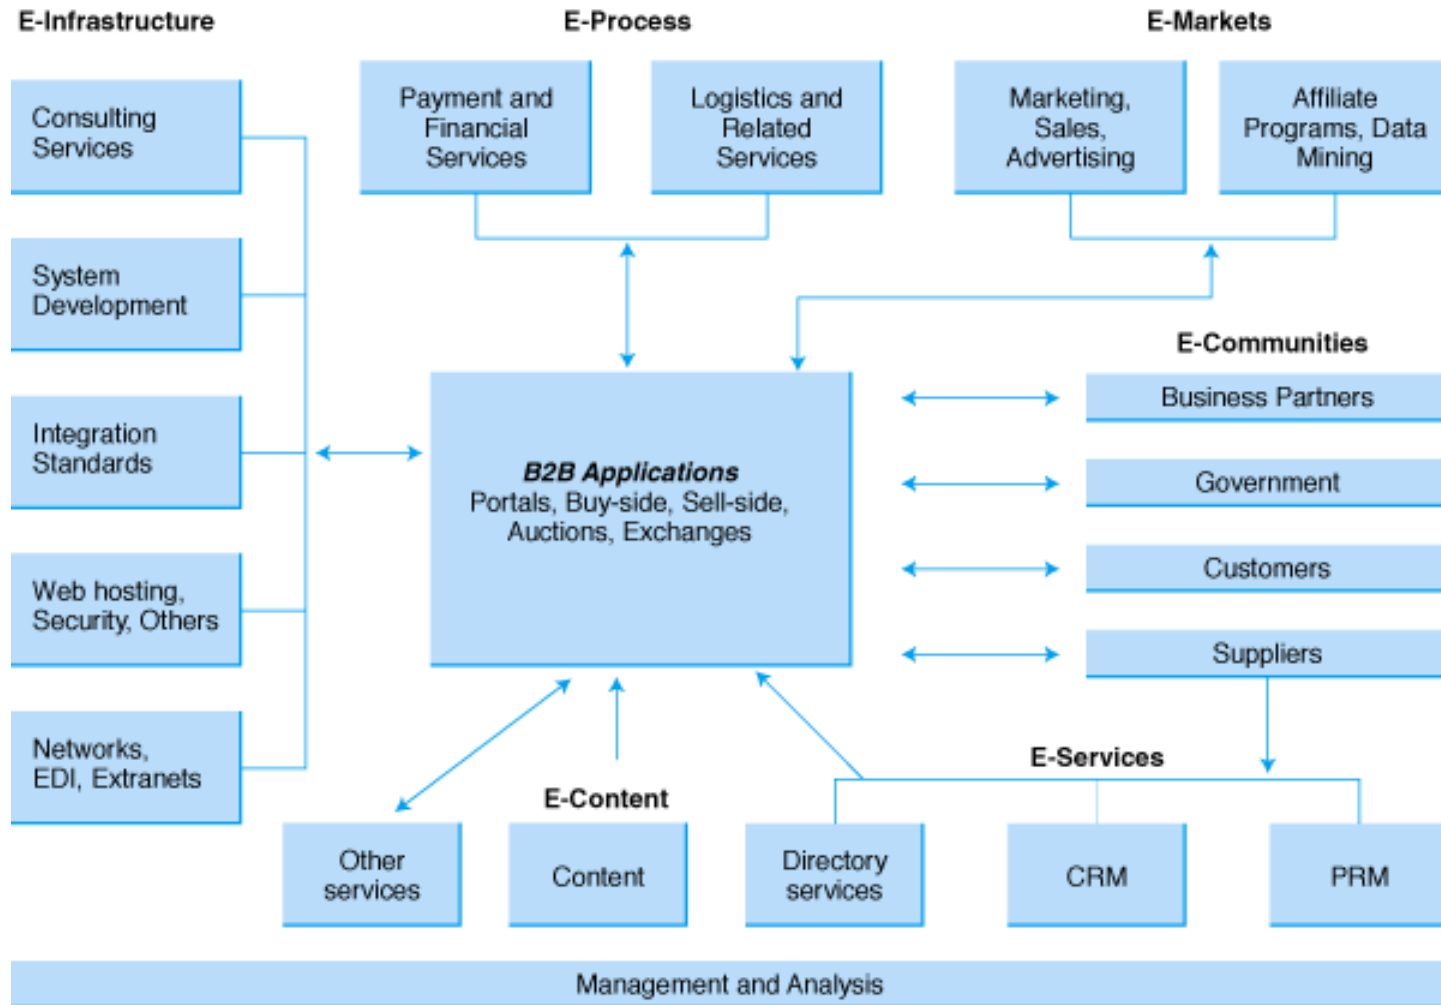 E-Infrastructure
E-Process
E-Markets
Consulting
Services
Payment and
Financial
Services
Logistics and
Related
Services
Marketing,
Sales,
Advertising
Affiliate
Programs, Data
Mining
System
Development
Integration
Standards
Web hosting,
Security, Others
Networks,
EDI, Extranets
B2B Applications
Portals, Buy-side, Sell-side,
Auctions, Exchanges
E-Communities
Business Partners
Government
Customers
Suppliers
E-Services
E-Content
Other
services
Content
Directory
services
CRM
PRM
Management and Analysis